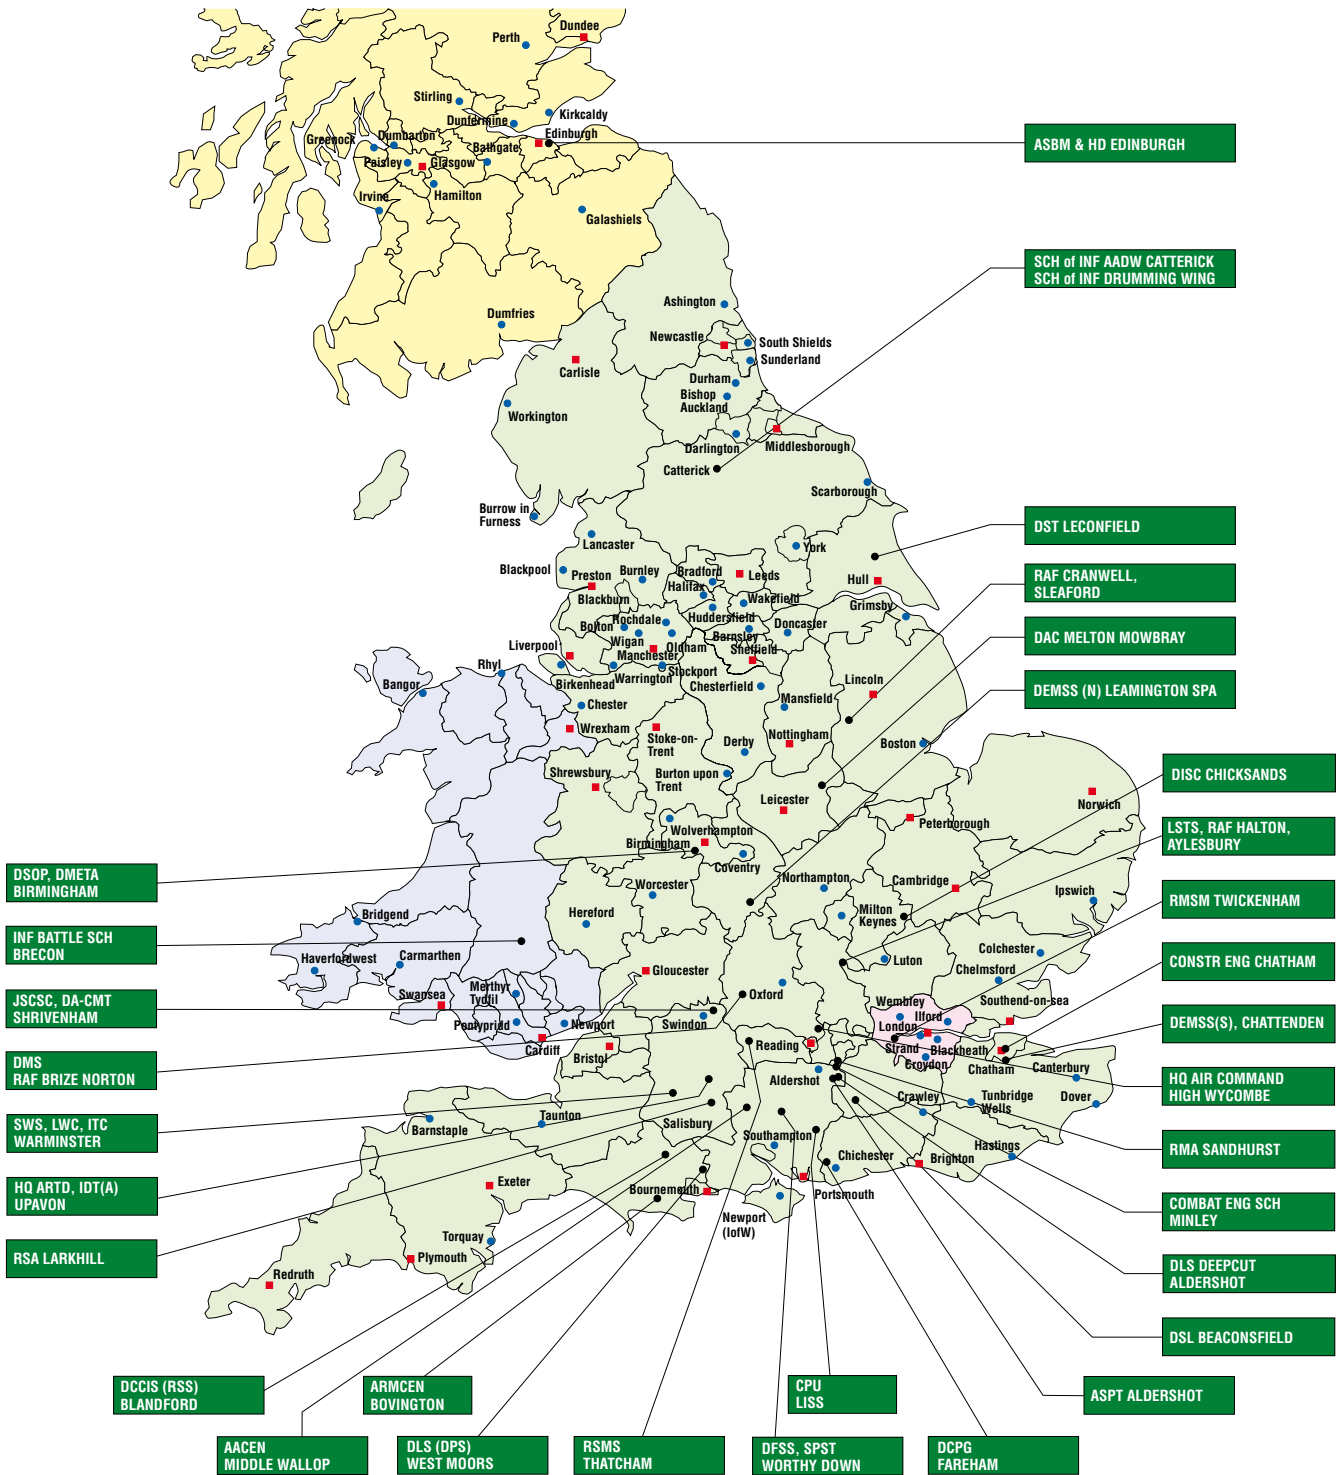 Dundee
Perth
Stirling
Kirkcaldy
Dunfermine
Edinburgh
Greenock
Dumbarton
Bathgate
Paisley
Glasgow
Hamilton
Irvine
Galashiels
Dumfries
ASBM & HD EDINBURGH
SCH of INF AADW CATTERICK
SCH of INF DRUMMING WING
Ashington
Newcastle
South Shields
Sunderland
Carlisle
Durham
Bishop
Auckland
Workington
Darlington
Middlesborough
Catterick
Scarborough
Burrow in
Furness
Lancaster
York
DST LECONFIELD
Blackpool
Preston
Burnley
Bradford
Leeds
Hull
RAF CRANWELL,
SLEAFORD
Blackburn
Halifax
Wakefield
Grimsby
Rochdale
Huddersfield
Bolton
Doncaster
Barnsley
DAC MELTON MOWBRAY
Wigan
Oldham
Liverpool
Manchester
Sheffield
Rhyl
Stockport
Warrington
Birkenhead
Bangor
Chesterfield
Lincoln
DEMSS (N) LEAMINGTON SPA
Mansfield
Chester
Wrexham
Stoke-on-
Trent
Derby
Nottingham
Boston
Shrewsbury
Burton upon
Trent
DISC CHICKSANDS
Leicester
Norwich
Peterborough
Wolverhampton
Birmingham
LSTS, RAF HALTON,
AYLESBURY
Coventry
DSOP, DMETA
BIRMINGHAM
Worcester
Northampton
Cambridge
Ipswich
RMSM TWICKENHAM
Bridgend
Hereford
Milton
Keynes
INF BATTLE SCH
BRECON
Haverfordwest
Carmarthen
Colchester
Luton
CONSTR ENG CHATHAM
Gloucester
Chelmsford
Merthyr
Tydfil
Swansea
Oxford
JSCSC, DA-CMT
SHRIVENHAM
Wembley
Southend-on-sea
Ilford
Pontypridd
Newport
Swindon
London
DEMSS(S), CHATTENDEN
Cardiff
Bristol
Reading
Strand
Blackheath
Croydon
Chatham
Canterbury
DMS
RAF BRIZE NORTON
Aldershot
HQ AIR COMMAND
HIGH WYCOMBE
Crawley
Tunbridge
Wells
Dover
SWS, LWC, ITC
WARMINSTER
Barnstaple
Taunton
Salisbury
Southampton
Hastings
RMA SANDHURST
Chichester
Brighton
HQ ARTD, IDT(A)
UPAVON
Exeter
Bournemouth
Portsmouth
Newport
(IofW)
COMBAT ENG SCH
MINLEY
RSA LARKHILL
Torquay
Plymouth
Redruth
DLS DEEPCUT
ALDERSHOT
DSL BEACONSFIELD
DCCIS (RSS)
BLANDFORD
ARMCEN
BOVINGTON
CPU
LISS
ASPT ALDERSHOT
AACEN
MIDDLE WALLOP
DLS (DPS)
WEST MOORS
RSMS
THATCHAM
DFSS, SPST
WORTHY DOWN
DCPG
FAREHAM